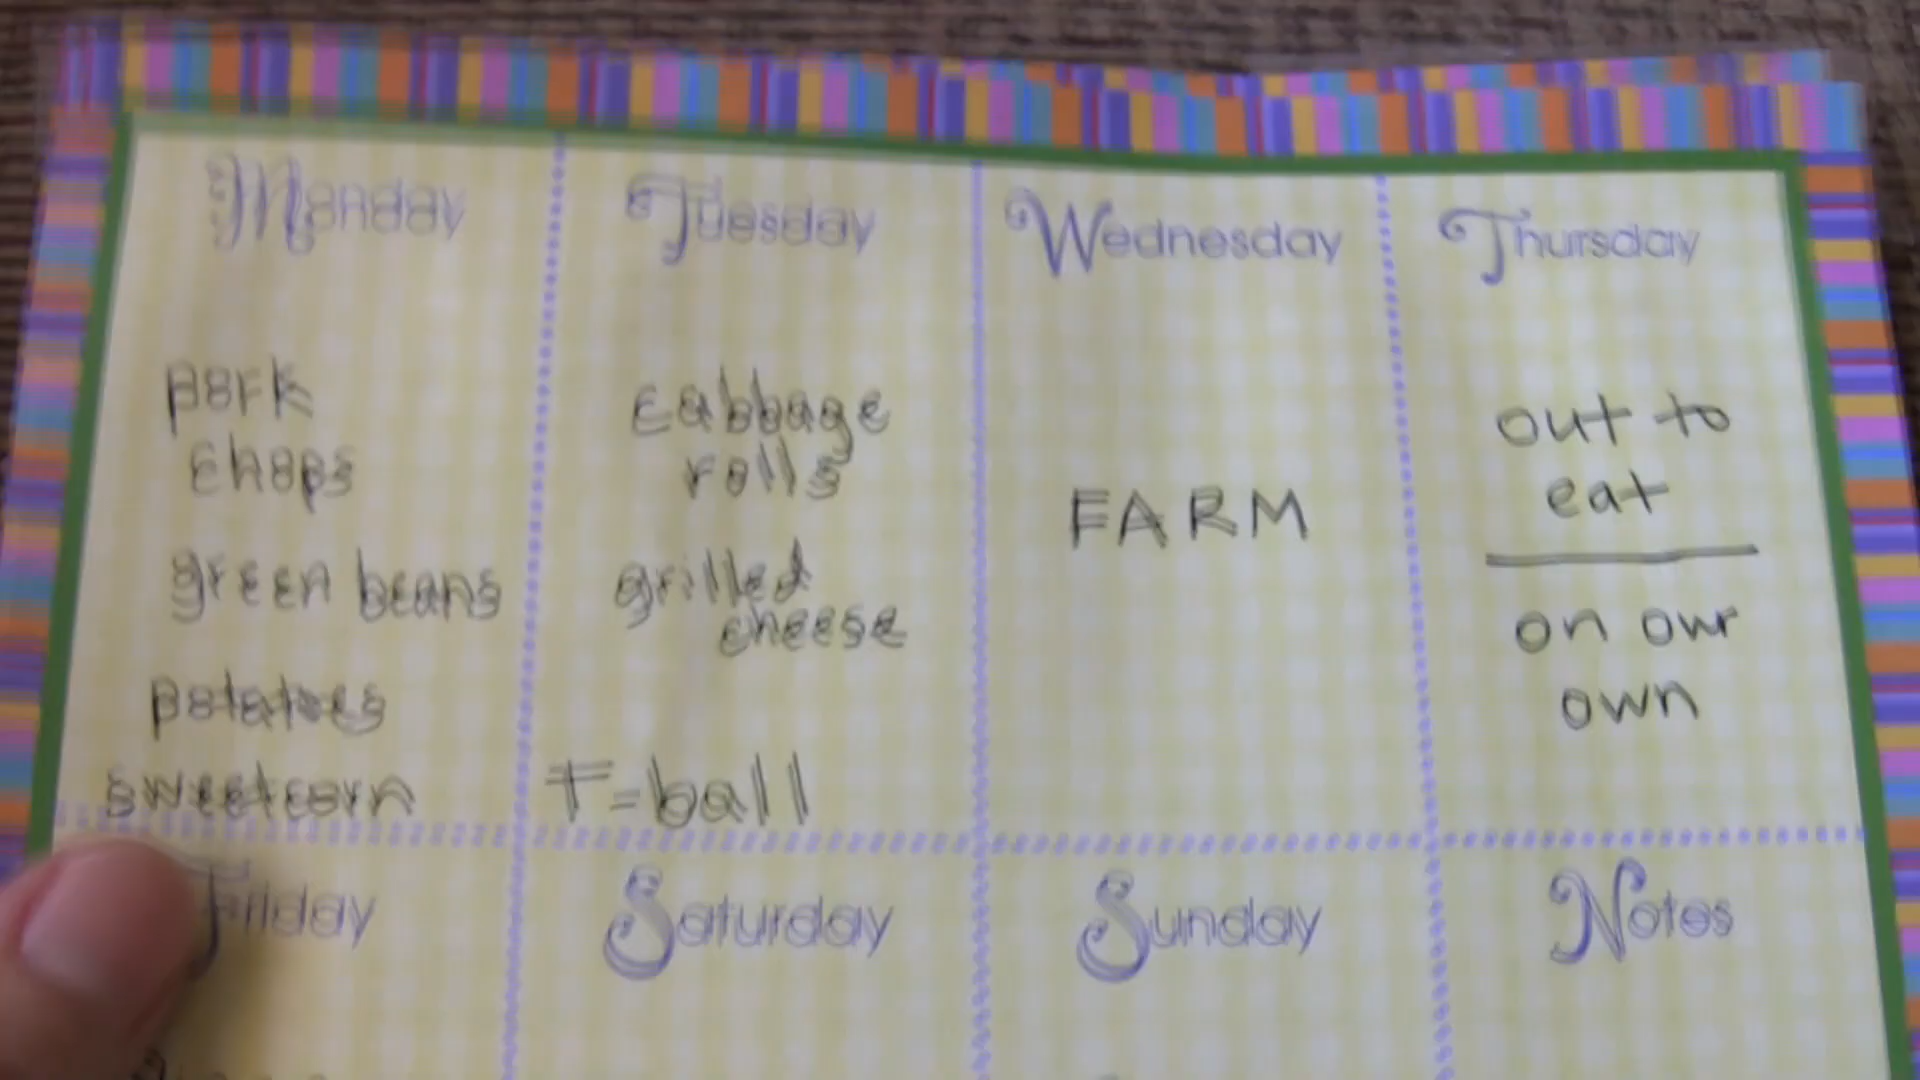 Monday
pork
chops
green beans
potatoes
sweetcorn
Tuesday
cabbage
rolls
grilled
cheese
T-ball
Wednesday
FARM
Thursday
out to
eat
on our
own
Friday
Saturday
Sunday
Notes